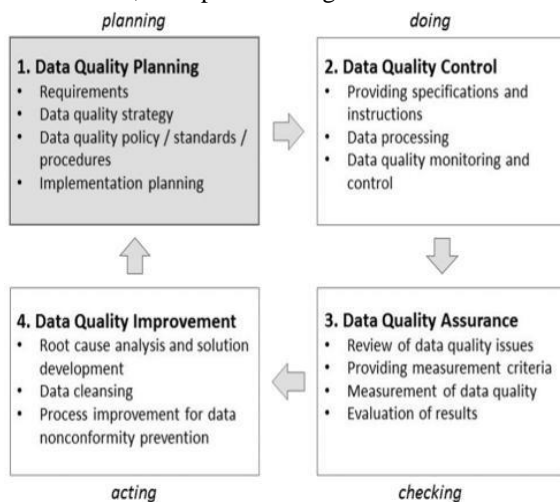 planning
doing
1. Data Quality Planning
• Requirements
• Data quality strategy
• Data quality policy / standards /
procedures
• Implementation planning
2. Data Quality Control
• Providing specifications and
instructions
• Data processing
• Data quality monitoring and
control
4. Data Quality Improvement
• Root cause analysis and solution
development
• Data cleansing
• Process improvement for data
nonconformity prevention
3. Data Quality Assurance
• Review of data quality issues
• Providing measurement criteria
• Measurement of data quality
• Evaluation of results
acting
checking